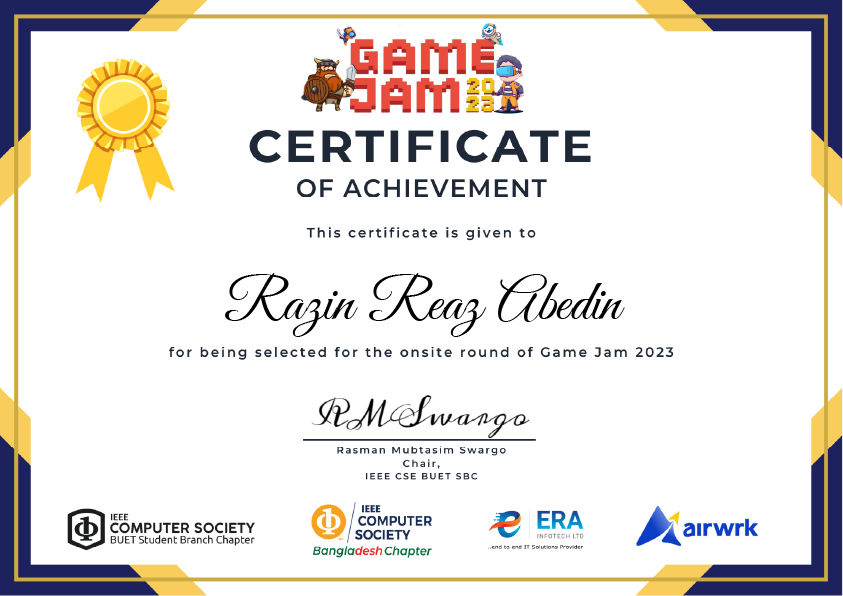 GAME
JAM 2023
CERTIFICATE
OF ACHIEVEMENT
This certificate is given to
Razin Reaz Abedin
for being selected for the onsite round of Game Jam 2023
RMSwargo
Rasman Mubtasim Swargo
Chair,
IEEE CSE BUET SBC
IEEE
COMPUTER SOCIETY
BUET Student Branch Chapter
IEEE
COMPUTER
SOCIETY
Bangladesh Chapter
ERA
INFOTECH LTD
...end to end IT Solutions Provider
airwrk